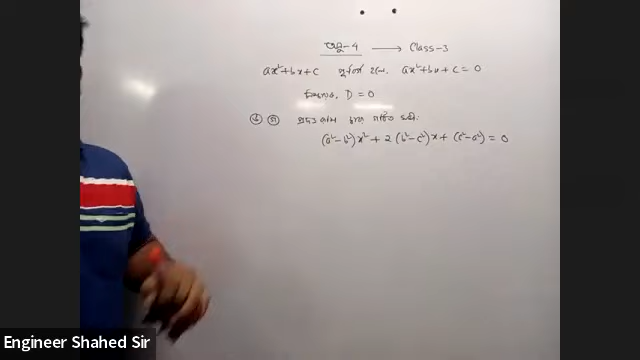 অনু-4 → Class-3
ax²+bx+c পূর্ণবর্গ হলে, ax²+bx+c=0
নিশ্চায়ক, D=0
(a²-b²)x²+2(b²-c²)x+(c²-a²)=0
Engineer Shahed Sir